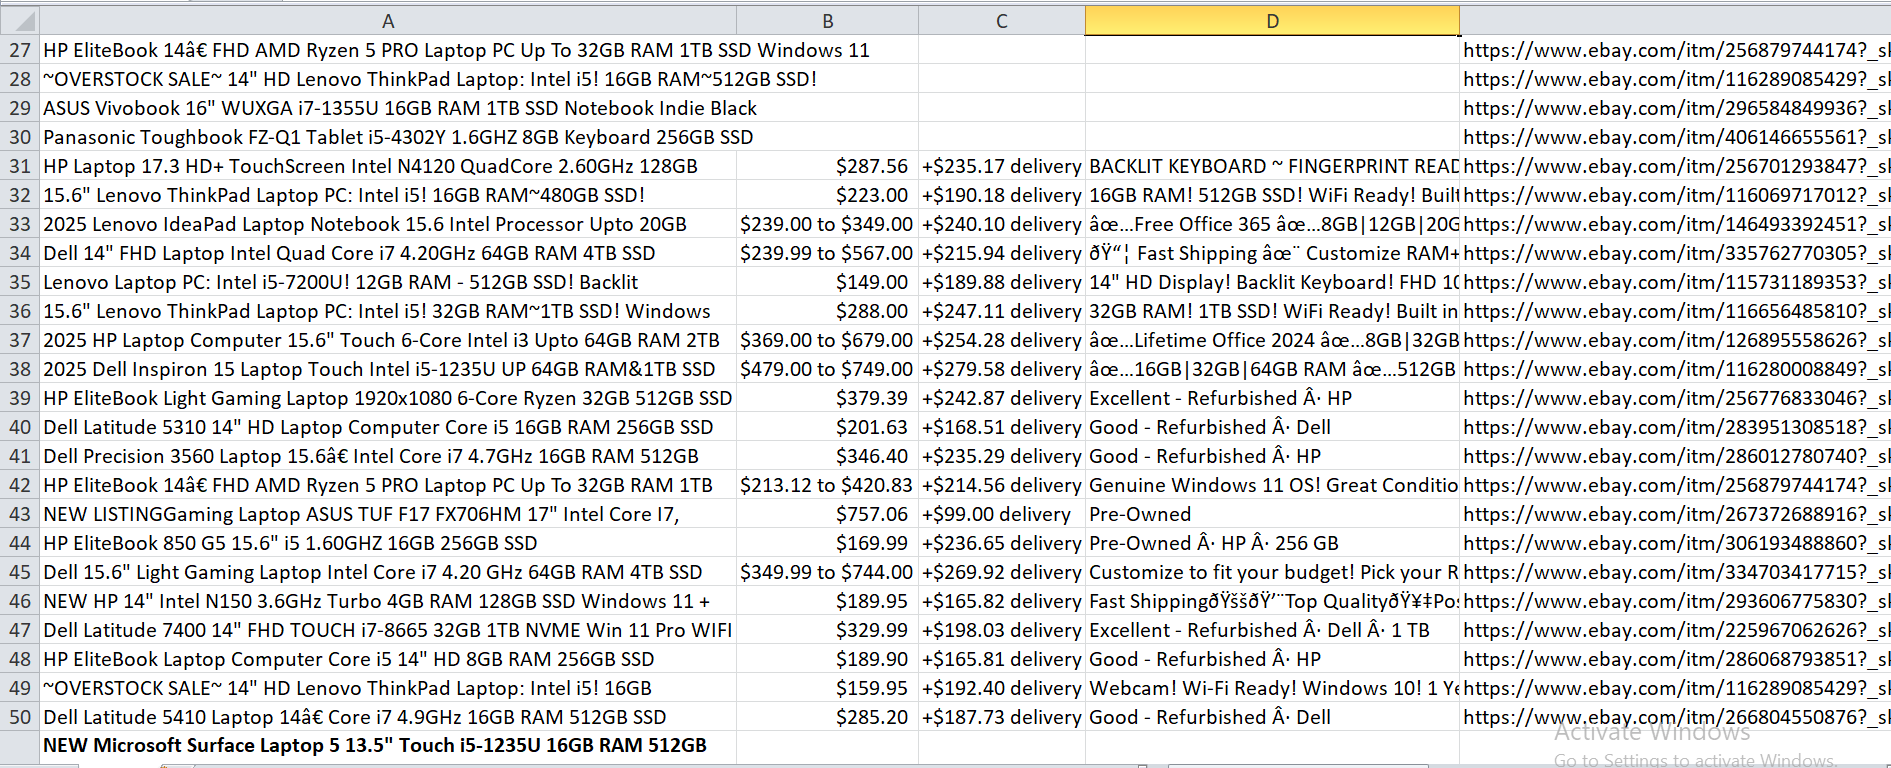 A B C D
27 HP EliteBook 14â€ FHD AMD Ryzen 5 PRO Laptop PC Up To 32GB RAM 1TB SSD Windows 11 https://www.ebay.com/itm/256879744174?_sk
28 ~OVERSTOCK SALE~ 14" HD Lenovo ThinkPad Laptop: Intel i5! 16GB RAM~512GB SSD! https://www.ebay.com/itm/116289085429?_sk
29 ASUS Vivobook 16" WUXGA i7-1355U 16GB RAM 1TB SSD Notebook Indie Black https://www.ebay.com/itm/296584849936?_sk
30 Panasonic Toughbook FZ-Q1 Tablet i5-4302Y 1.6GHZ 8GB Keyboard 256GB SSD https://www.ebay.com/itm/406146655561?_sk
31 HP Laptop 17.3 HD+ TouchScreen Intel N4120 QuadCore 2.60GHz 128GB $287.56 +$235.17 delivery BACKLIT KEYBOARD ~ FINGERPRINT READ https://www.ebay.com/itm/256701293847?_sk
32 15.6" Lenovo ThinkPad Laptop PC: Intel i5! 16GB RAM~480GB SSD! $223.00 +$190.18 delivery 16GB RAM! 512GB SSD! WiFi Ready! Built https://www.ebay.com/itm/116069717012?_sk
33 2025 Lenovo IdeaPad Laptop Notebook 15.6 Intel Processor Upto 20GB $239.00 to $349.00 +$240.10 delivery âœ…Free Office 365 âœ…8GB|12GB|20G https://www.ebay.com/itm/146493392451?_sk
34 Dell 14" FHD Laptop Intel Quad Core i7 4.20GHz 64GB RAM 4TB SSD $239.99 to $567.00 +$215.94 delivery ðŸ“¦ Fast Shipping âœ¨ Customize RAM+ https://www.ebay.com/itm/335762770305?_sk
35 Lenovo Laptop PC: Intel i5-7200U! 12GB RAM - 512GB SSD! Backlit $149.00 +$189.88 delivery 14" HD Display! Backlit Keyboard! FHD 10 https://www.ebay.com/itm/115731189353?_sk
36 15.6" Lenovo ThinkPad Laptop PC: Intel i5! 32GB RAM~1TB SSD! Windows $288.00 +$247.11 delivery 32GB RAM! 1TB SSD! WiFi Ready! Built in https://www.ebay.com/itm/116656485810?_sk
37 2025 HP Laptop Computer 15.6" Touch 6-Core Intel i3 Upto 64GB RAM 2TB $369.00 to $679.00 +$254.28 delivery âœ…Lifetime Office 2024 âœ…8GB|32GB https://www.ebay.com/itm/126895558626?_sk
38 2025 Dell Inspiron 15 Laptop Touch Intel i5-1235U UP 64GB RAM&1TB SSD $479.00 to $749.00 +$279.58 delivery âœ…16GB|32GB|64GB RAM âœ…512GB https://www.ebay.com/itm/116280008849?_sk
39 HP EliteBook Light Gaming Laptop 1920x1080 6-Core Ryzen 32GB 512GB SSD $379.39 +$242.87 delivery Excellent - Refurbished Â· HP https://www.ebay.com/itm/256776833046?_sk
40 Dell Latitude 5310 14" HD Laptop Computer Core i5 16GB RAM 256GB SSD $201.63 +$168.51 delivery Good - Refurbished Â· Dell https://www.ebay.com/itm/283951308518?_sk
41 Dell Precision 3560 Laptop 15.6â€ Intel Core i7 4.7GHz 16GB RAM 512GB $346.40 +$235.29 delivery Good - Refurbished Â· HP https://www.ebay.com/itm/286012780740?_sk
42 HP EliteBook 14â€ FHD AMD Ryzen 5 PRO Laptop PC Up To 32GB RAM 1TB $213.12 to $420.83 +$214.56 delivery Genuine Windows 11 OS! Great Conditio https://www.ebay.com/itm/256879744174?_sk
43 NEW LISTINGGaming Laptop ASUS TUF F17 FX706HM 17" Intel Core I7, $757.06 +$99.00 delivery Pre-Owned https://www.ebay.com/itm/267372688916?_sk
44 HP EliteBook 850 G5 15.6" i5 1.60GHZ 16GB 256GB SSD $169.99 +$236.65 delivery Pre-Owned Â· HP Â· 256 GB https://www.ebay.com/itm/306193488860?_sk
45 Dell 15.6" Light Gaming Laptop Intel Core i7 4.20 GHz 64GB RAM 4TB SSD $349.99 to $744.00 +$269.92 delivery Customize to fit your budget! Pick your R https://www.ebay.com/itm/334703417715?_sk
46 NEW HP 14" Intel N150 3.6GHz Turbo 4GB RAM 128GB SSD Windows 11 + $189.95 +$165.82 delivery Fast ShippingðŸššðŸ’¨Top QualityðŸ¥‡Pos https://www.ebay.com/itm/293606775830?_sk
47 Dell Latitude 7400 14" FHD TOUCH i7-8665 32GB 1TB NVME Win 11 Pro WIFI $329.99 +$198.03 delivery Excellent - Refurbished Â· Dell Â· 1 TB https://www.ebay.com/itm/225967062626?_sk
48 HP EliteBook Laptop Computer Core i5 14" HD 8GB RAM 256GB SSD $189.90 +$165.81 delivery Good - Refurbished Â· HP https://www.ebay.com/itm/286068793851?_sk
49 ~OVERSTOCK SALE~ 14" HD Lenovo ThinkPad Laptop: Intel i5! 16GB $159.95 +$192.40 delivery Webcam! Wi-Fi Ready! Windows 10! 1 Ye https://www.ebay.com/itm/116289085429?_sk
50 Dell Latitude 5410 Laptop 14â€ Core i7 4.9GHz 16GB RAM 512GB SSD $285.20 +$187.73 delivery Good - Refurbished Â· Dell https://www.ebay.com/itm/266804550876?_sk
NEW Microsoft Surface Laptop 5 13.5" Touch i5-1235U 16GB RAM 512GB
Activate Windows
Go to Settings to activate Windows.